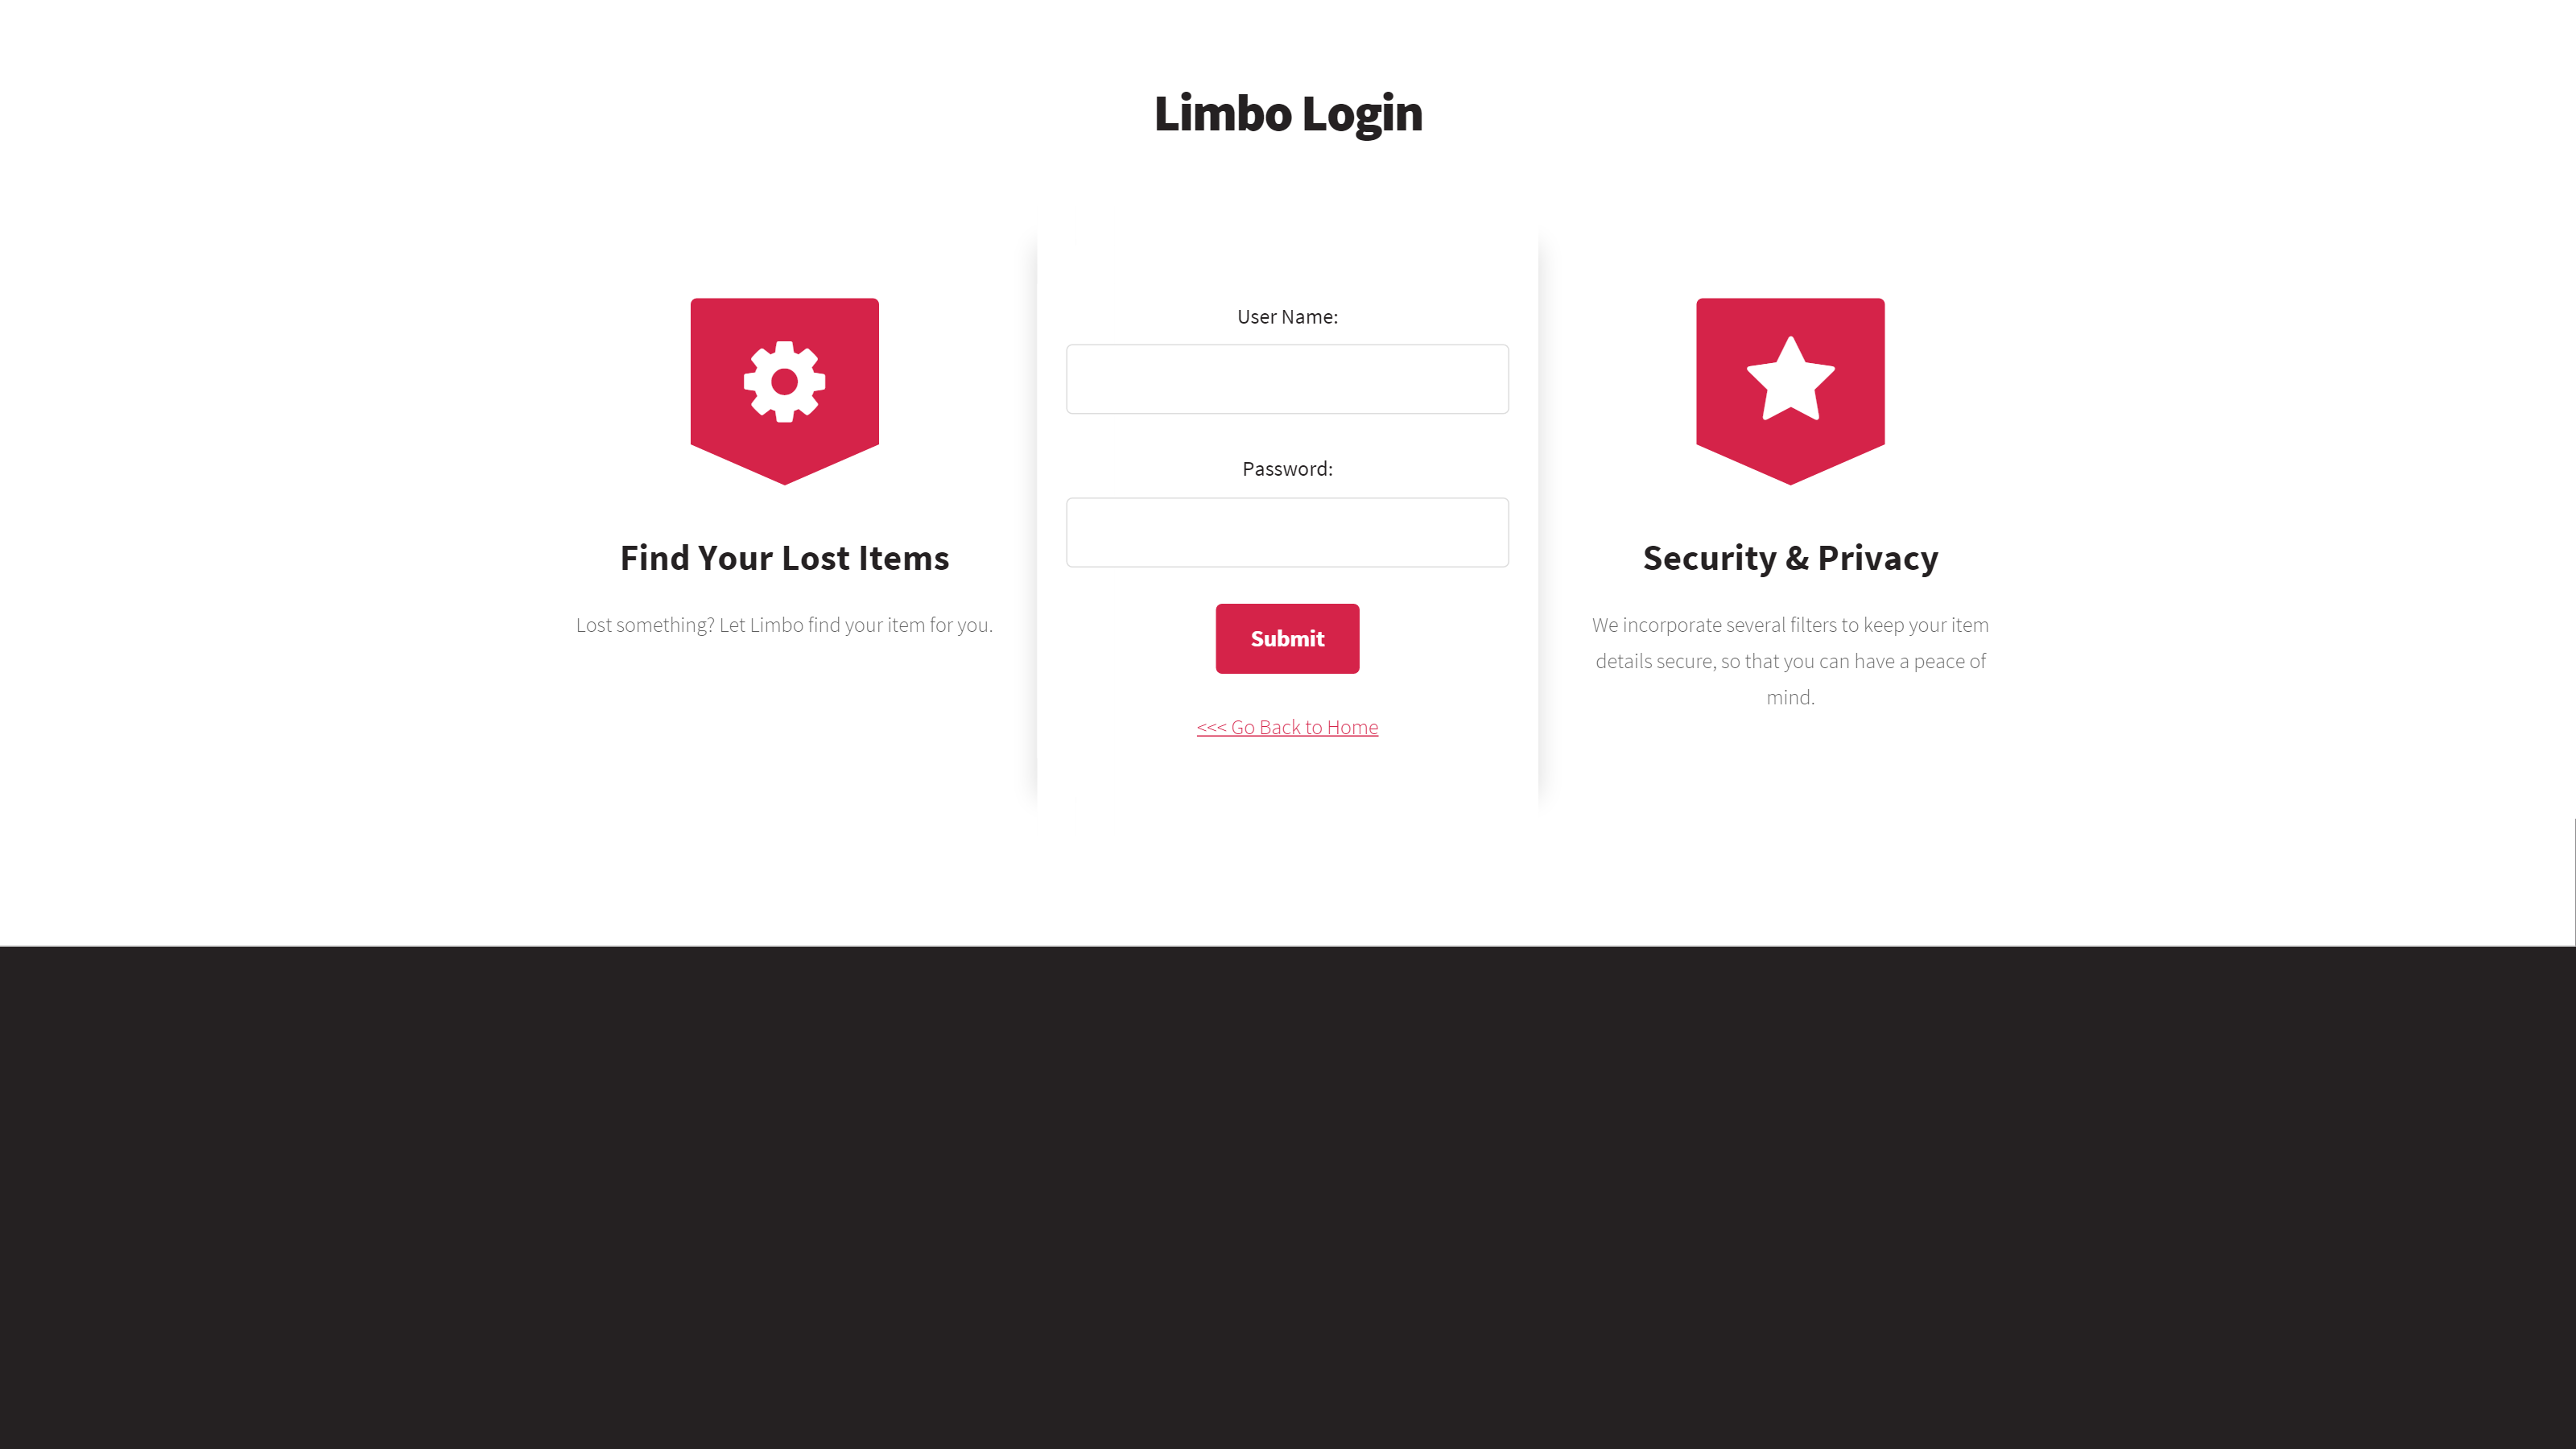 Limbo Login
Find Your Lost Items
Lost something? Let Limbo find your item for you.
User Name:
Password:
Submit
<<< Go Back to Home
Security & Privacy
We incorporate several filters to keep your item
details secure, so that you can have a peace of
mind.